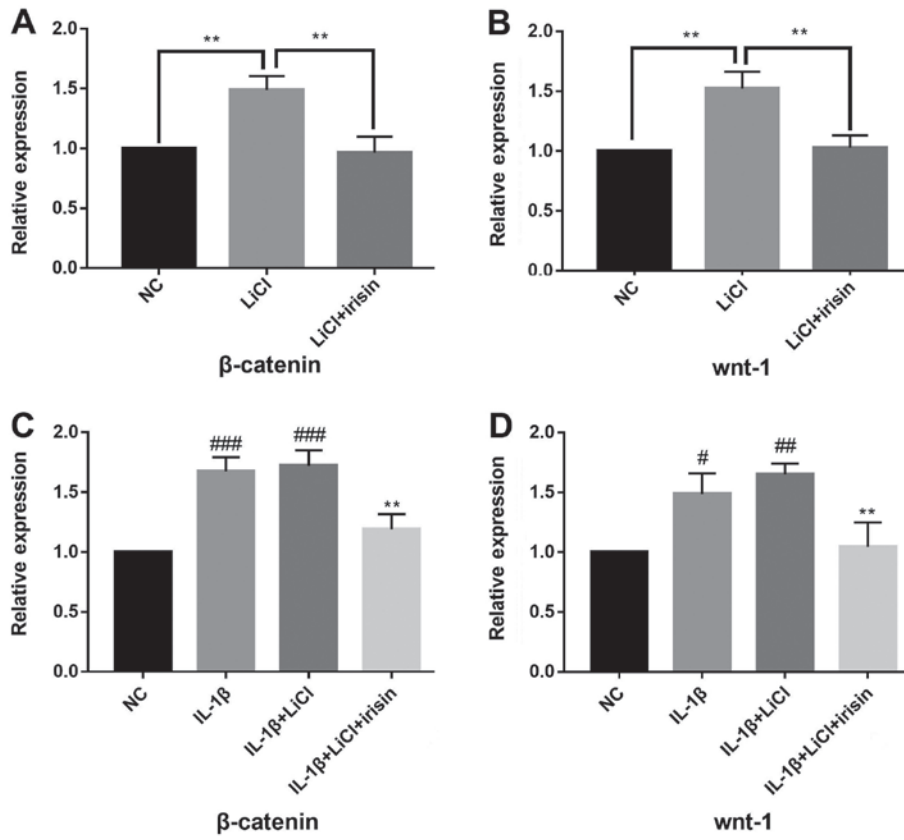 A
Relative expression
2.0
1.5
1.0
0.5
0.0
**
**
NC
LiCl
LiCl+irisin
β-catenin
B
Relative expression
2.0
1.5
1.0
0.5
0.0
**
**
NC
LiCl
LiCl+irisin
wnt-1
C
Relative expression
2.0
1.5
1.0
0.5
0.0
###
###
**
NC
IL-1β
IL-1β+LiCl
IL-1β+LiCl+irisin
β-catenin
D
Relative expression
2.0
1.5
1.0
0.5
0.0
#
##
**
NC
IL-1β
IL-1β+LiCl
IL-1β+LiCl+irisin
wnt-1